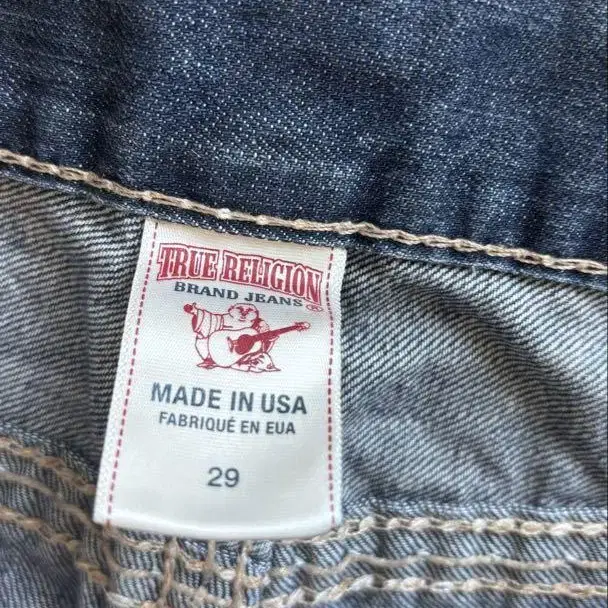 TRUE RELIGION
BRAND JEANS®
MADE IN USA
FABRIQUÉ EN EUA
29